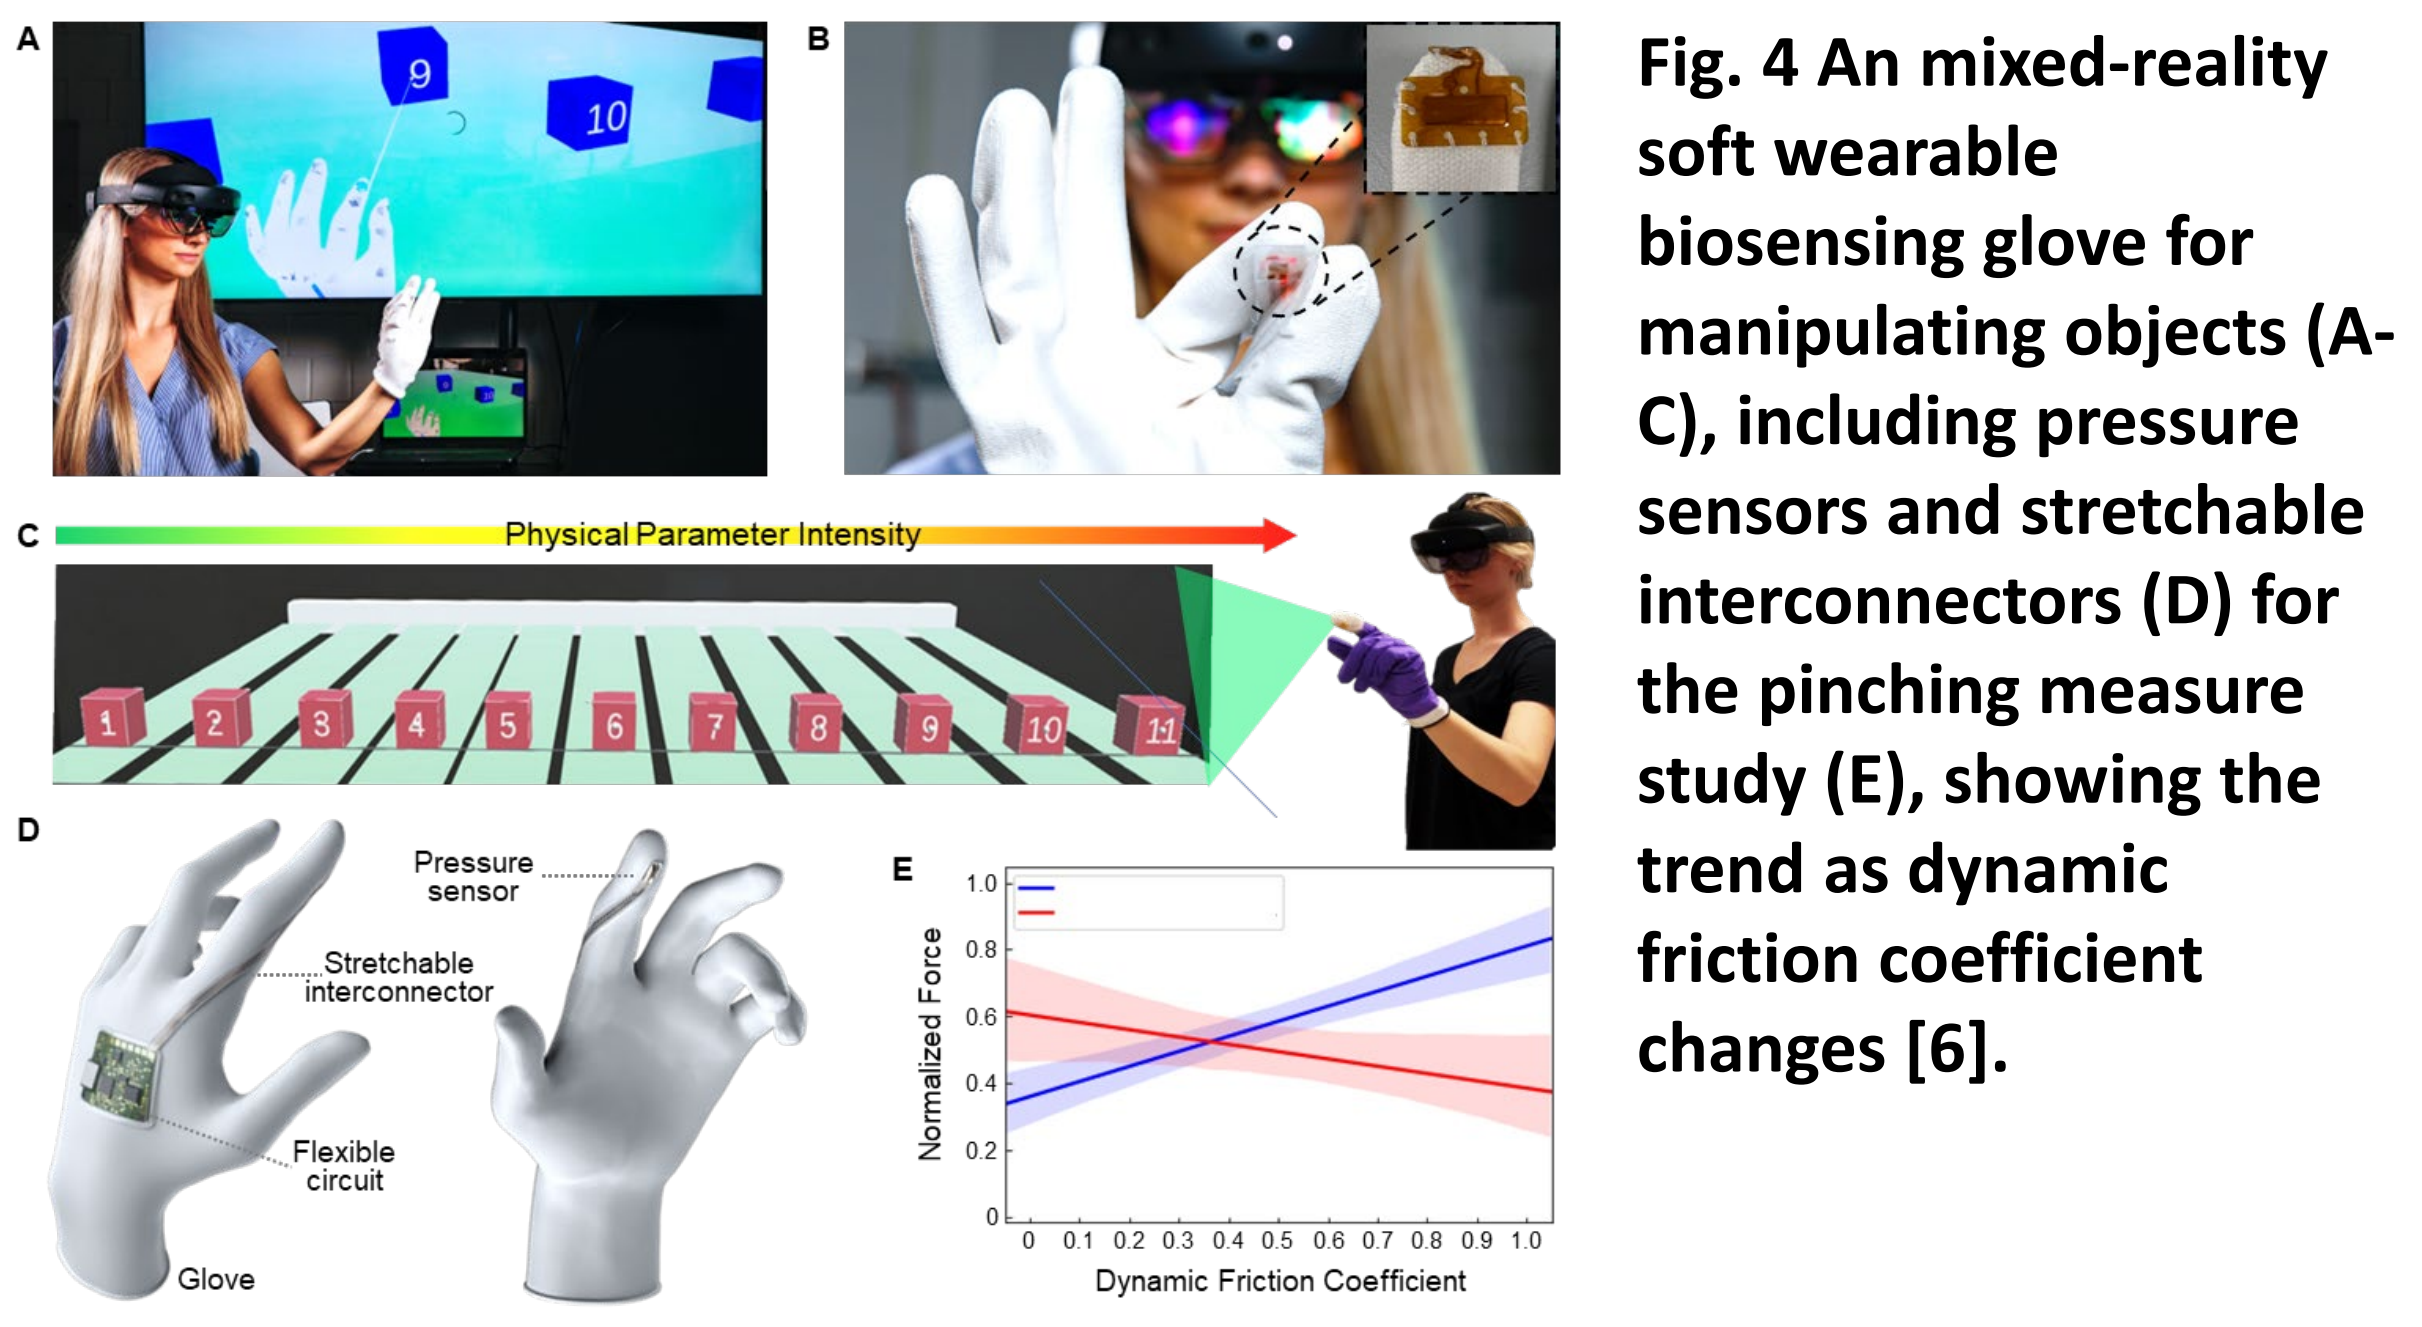 A
9
10
B
C
Physical Parameter Intensity
1 2 3 4 5 6 7 8 9 10 11
D
Pressure
sensor
Stretchable
interconnector
Flexible
circuit
Glove
E
Normalized Force
1.0
0.8
0.6
0.4
0.2
0
0 0.1 0.2 0.3 0.4 0.5 0.6 0.7 0.8 0.9 1.0
Dynamic Friction Coefficient
Fig. 4 An mixed-reality
soft wearable
biosensing glove for
manipulating objects (A-
C), including pressure
sensors and stretchable
interconnectors (D) for
the pinching measure
study (E), showing the
trend as dynamic
friction coefficient
changes [6].